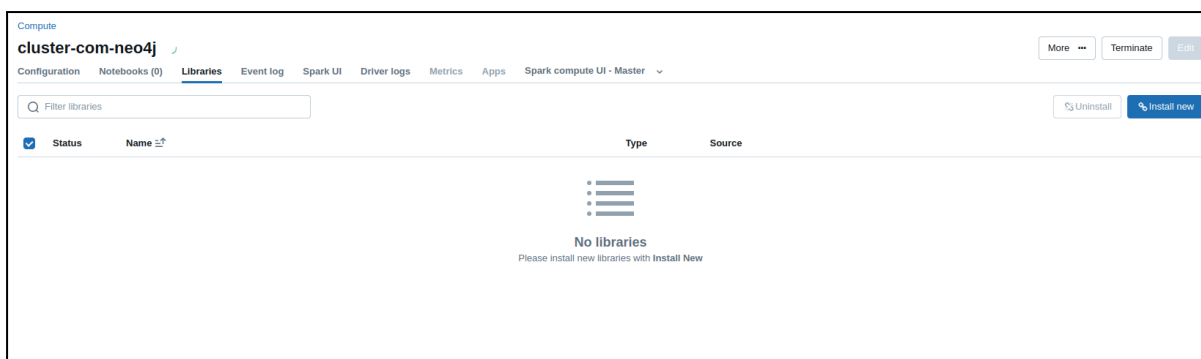 Compute
cluster-com-neo4j
More ··· Terminate Edit
Configuration Notebooks (0) Libraries Event log Spark UI Driver logs Metrics Apps Spark compute UI - Master
Filter libraries
Uninstall Install new
Status Name Type Source
No libraries
Please install new libraries with Install New